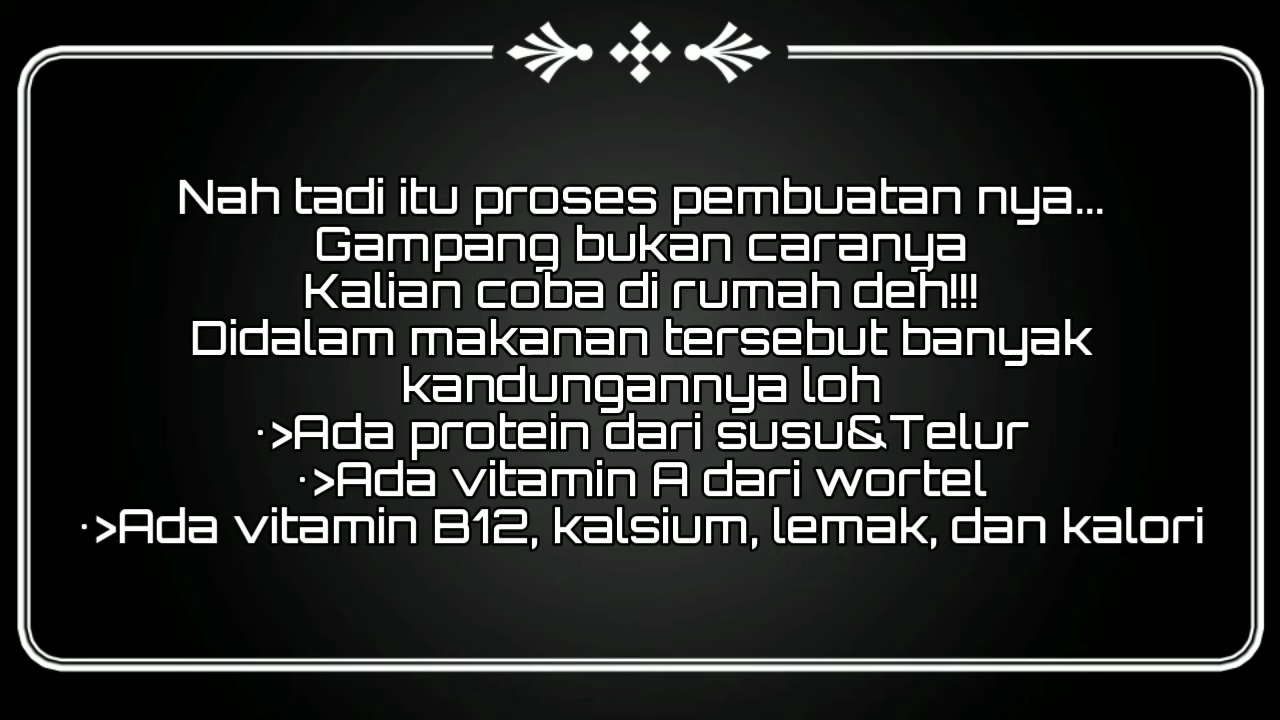 Nah tadi itu proses pembuatan nya...
Gampang bukan caranya
Kalian coba di rumah deh!!!
Didalam makanan tersebut banyak
kandungannya loh
·>Ada protein dari susu&Telur
·>Ada vitamin A dari wortel
·>Ada vitamin B12, kalsium, lemak, dan kalori